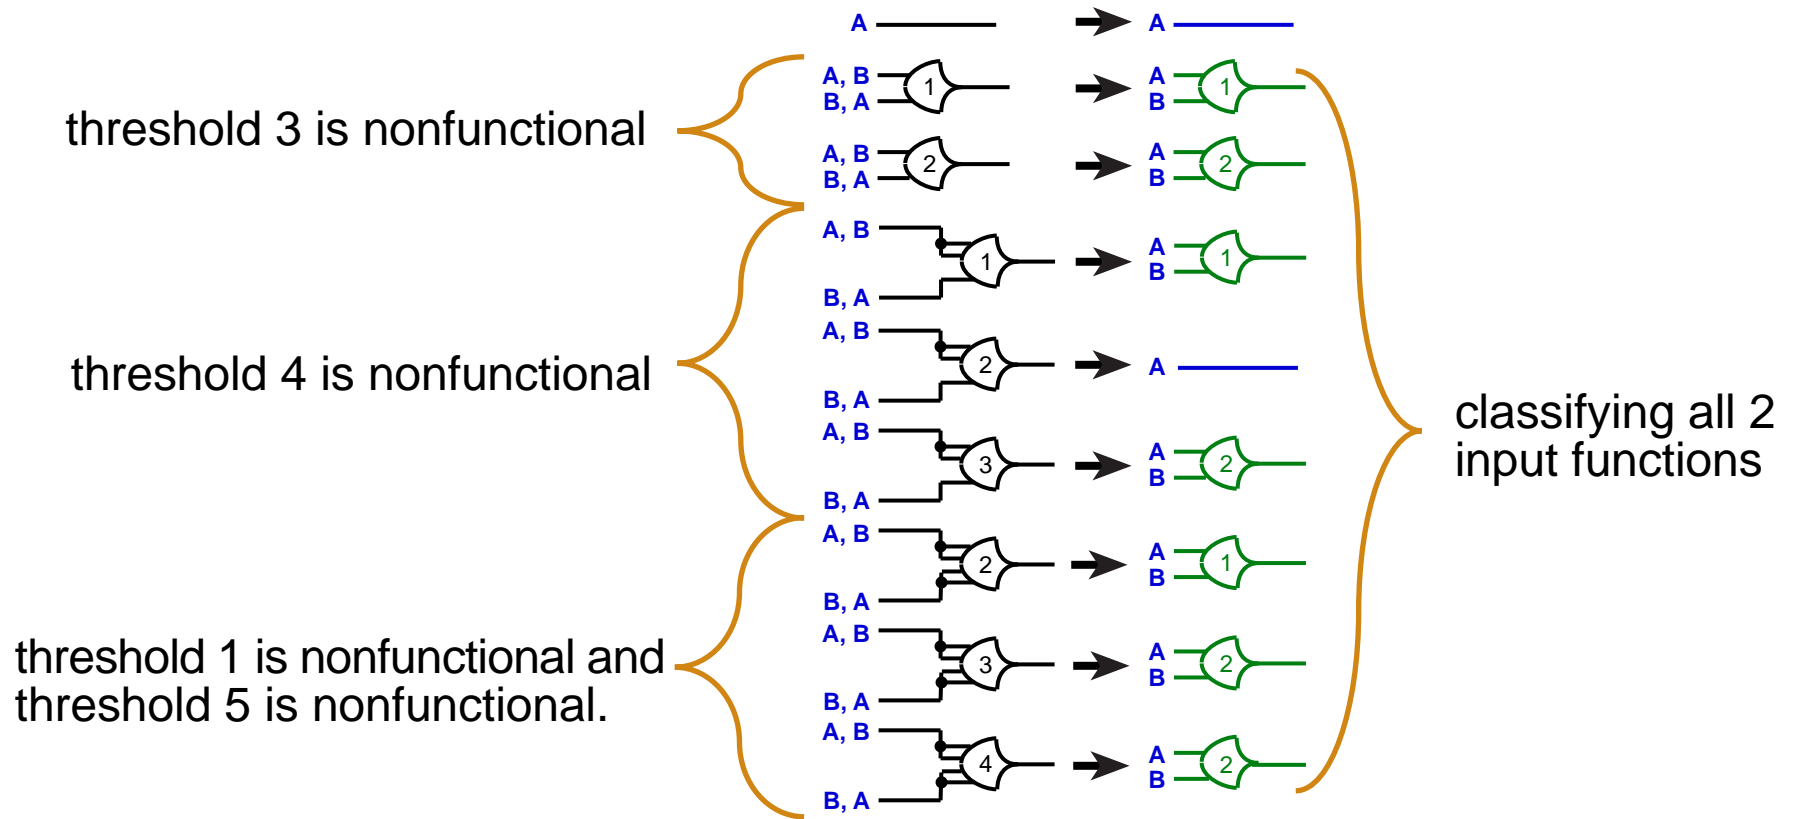 A
A
threshold 3 is nonfunctional
A, B
B, A
1
A
B
1
A, B
B, A
2
A
B
2
threshold 4 is nonfunctional
A, B
B, A
1
A
B
1
A, B
B, A
2
A
A, B
B, A
3
A
B
2
threshold 1 is nonfunctional and
threshold 5 is nonfunctional.
A, B
B, A
2
A
B
1
A, B
B, A
3
A
B
2
A, B
B, A
4
A
B
2
classifying all 2
input functions